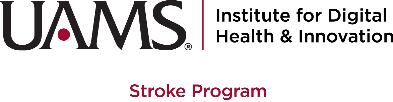 UAMS® Institute for Digital
Health & Innovation
Stroke Program